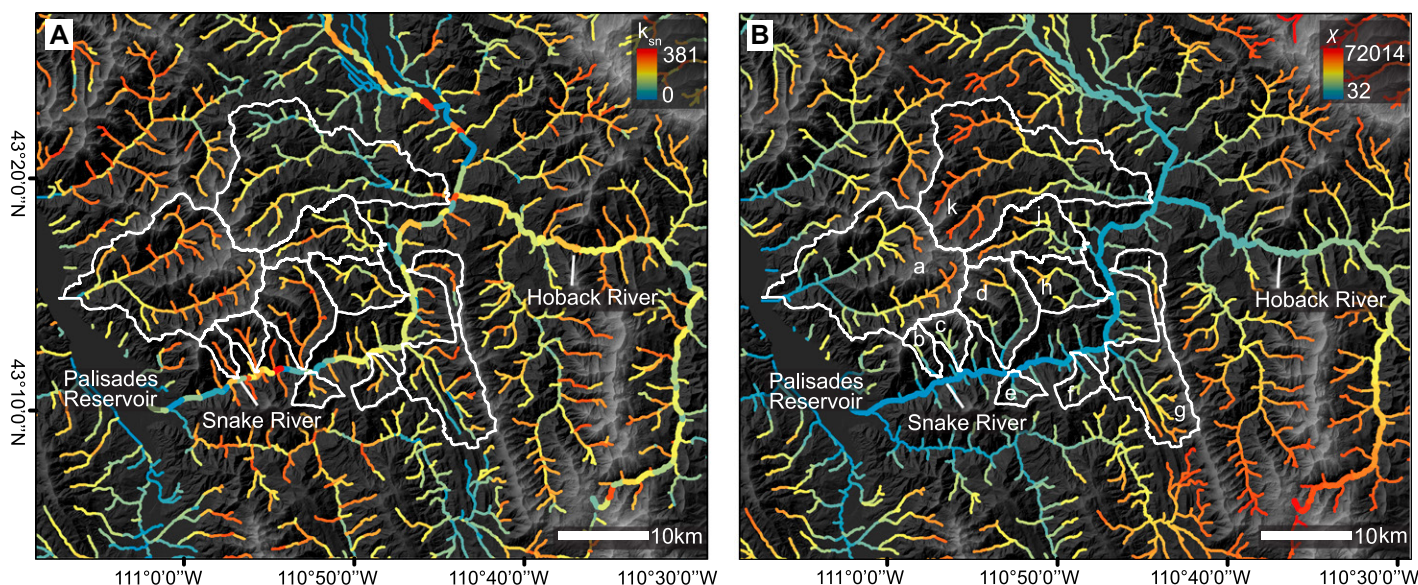 A
k_sn
381
0
43°20'0"N
43°10'0"N
Hoback River
Palisades
Reservoir
Snake River
10km
111°0'0"W
110°50'0"W
110°40'0"W
110°30'0"W
B
χ
72014
32
k
j
a
i
d
h
c
b
e
f
g
Hoback River
Palisades
Reservoir
Snake River
10km
111°0'0"W
110°50'0"W
110°40'0"W
110°30'0"W